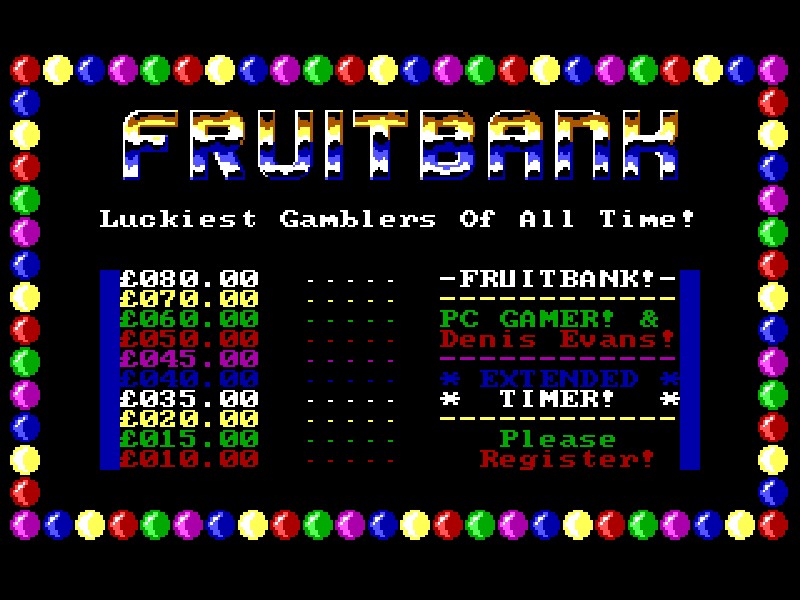 FRUITBANK
Luckiest Gamblers Of All Time!
£080.00 ----- -FRUITBANK!-
£070.00 ----- ------------
£060.00 ----- PC GAMER! &
£050.00 ----- Denis Evans!
£045.00 ----- ------------
£040.00 ----- * EXTENDED *
£035.00 ----- * TIMER! *
£020.00 ----- ------------
£015.00 ----- Please
£010.00 ----- Register!